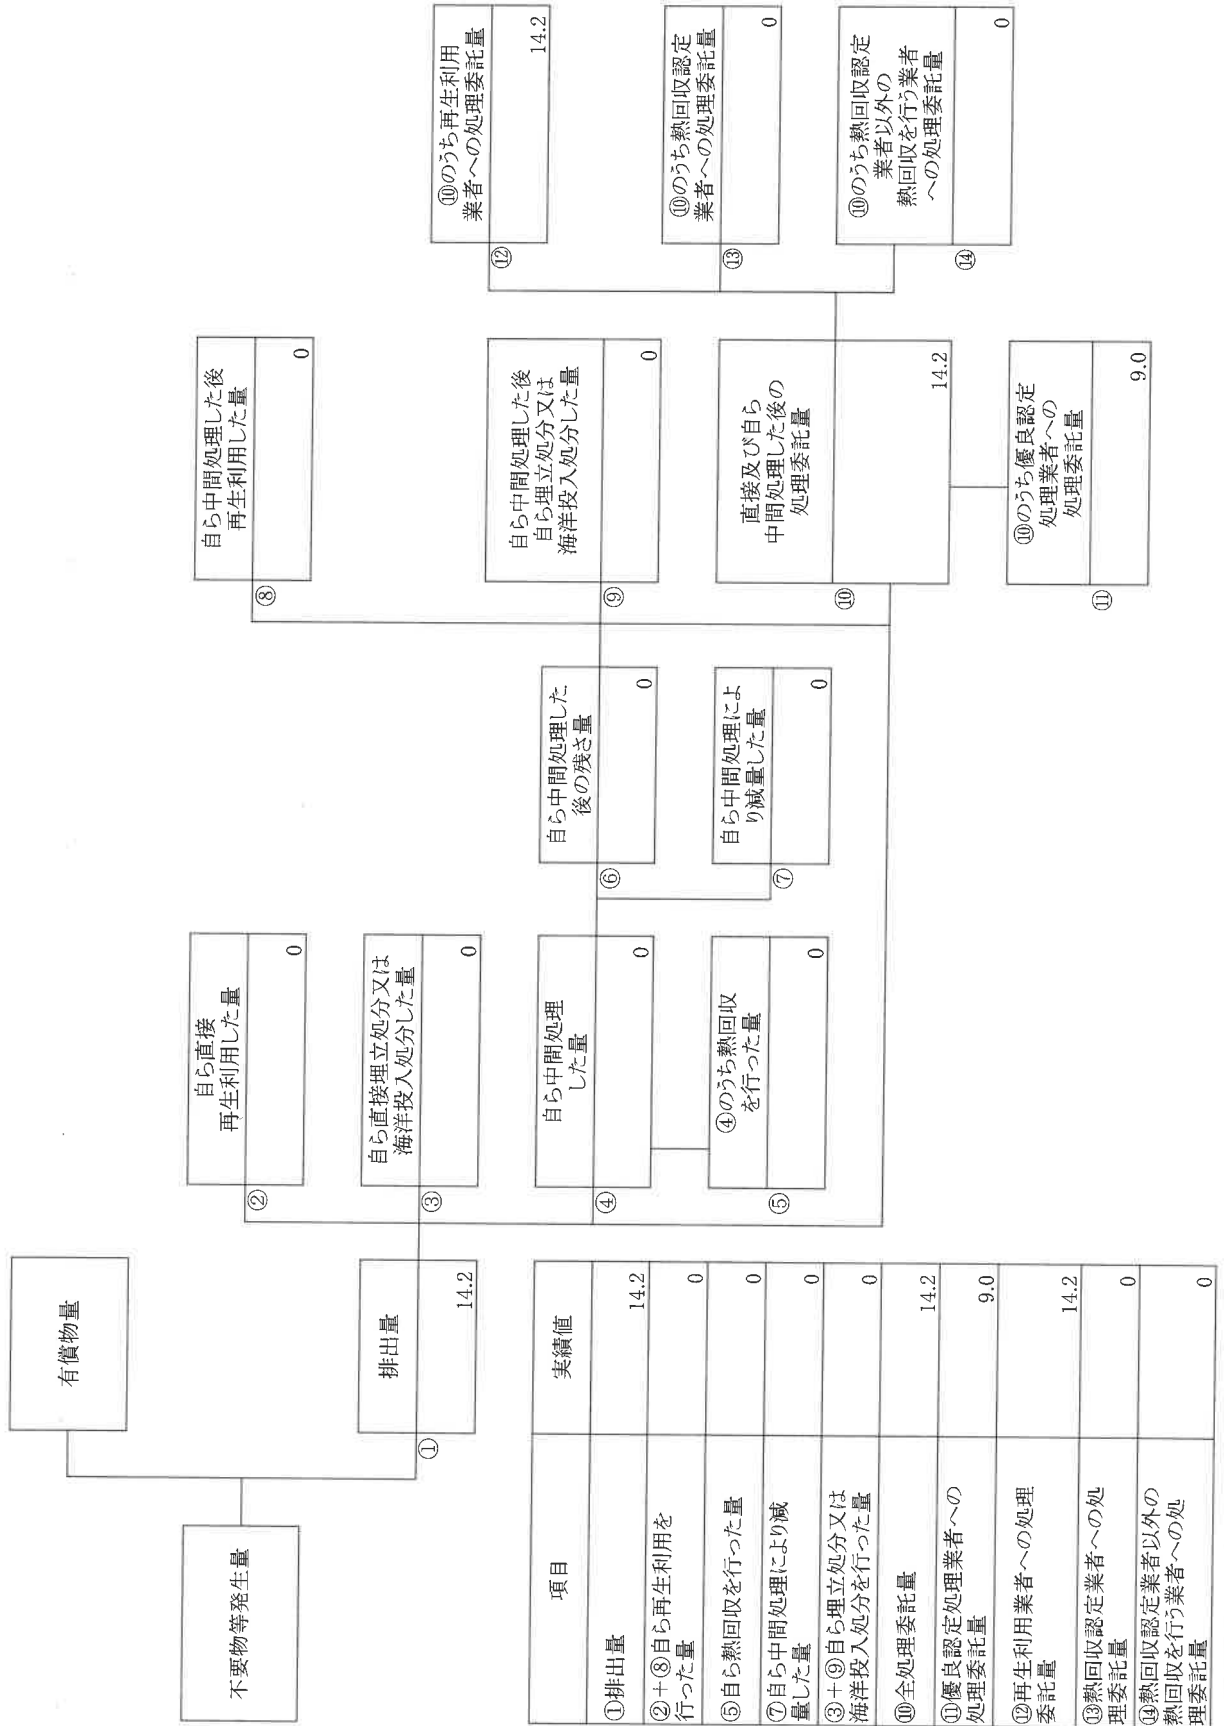 不要物等発生量
有償物量
①
排出量
14.2
②
自ら直接
再生利用した量
0
③
自ら直接埋立処分又は
海洋投入処分した量
0
④
自ら中間処理
した量
0
⑤
④のうち熱回収
を行った量
0
⑥
自ら中間処理した
後の残さ量
0
⑦
自ら中間処理によ
り減量した量
0
⑧
自ら中間処理した後
再生利用した量
0
⑨
自ら中間処理した後
自ら埋立処分又は
海洋投入処分した量
0
⑩
直接及び自ら
中間処理した後の
処理委託量
14.2
⑪
⑩のうち優良認定
処理業者への
処理委託量
9.0
⑫
⑩のうち再生利用
業者への処理委託量
14.2
⑬
⑩のうち熱回収認定
業者への処理委託量
0
⑭
⑩のうち熱回収認定
業者以外の
熱回収を行う業者
への処理委託量
0
項目 実績値
①排出量 14.2
②+⑧自ら再生利用を
行った量 0
⑤自ら熱回収を行った量 0
⑦自ら中間処理により減
量した量 0
③+⑨自ら埋立処分又は
海洋投入処分を行った量 0
⑩全処理委託量 14.2
⑪優良認定処理業者への
処理委託量 9.0
⑫再生利用業者への処理
委託量 14.2
⑬熱回収認定業者への処
理委託量 0
⑭熱回収認定業者以外の
熱回収を行う業者への処
理委託量 0